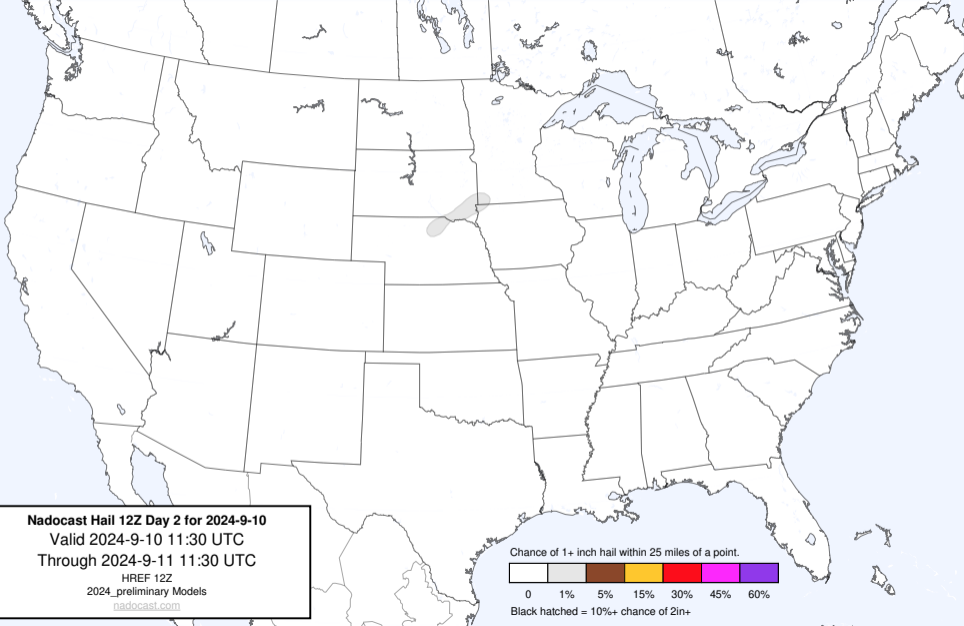 Nadocast Hail 12Z Day 2 for 2024-9-10
Valid 2024-9-10 11:30 UTC
Through 2024-9-11 11:30 UTC
HREF 12Z
2024_preliminary Models
nadocast.com
Chance of 1+ inch hail within 25 miles of a point.
0 1% 5% 15% 30% 45% 60%
Black hatched = 10%+ chance of 2in+